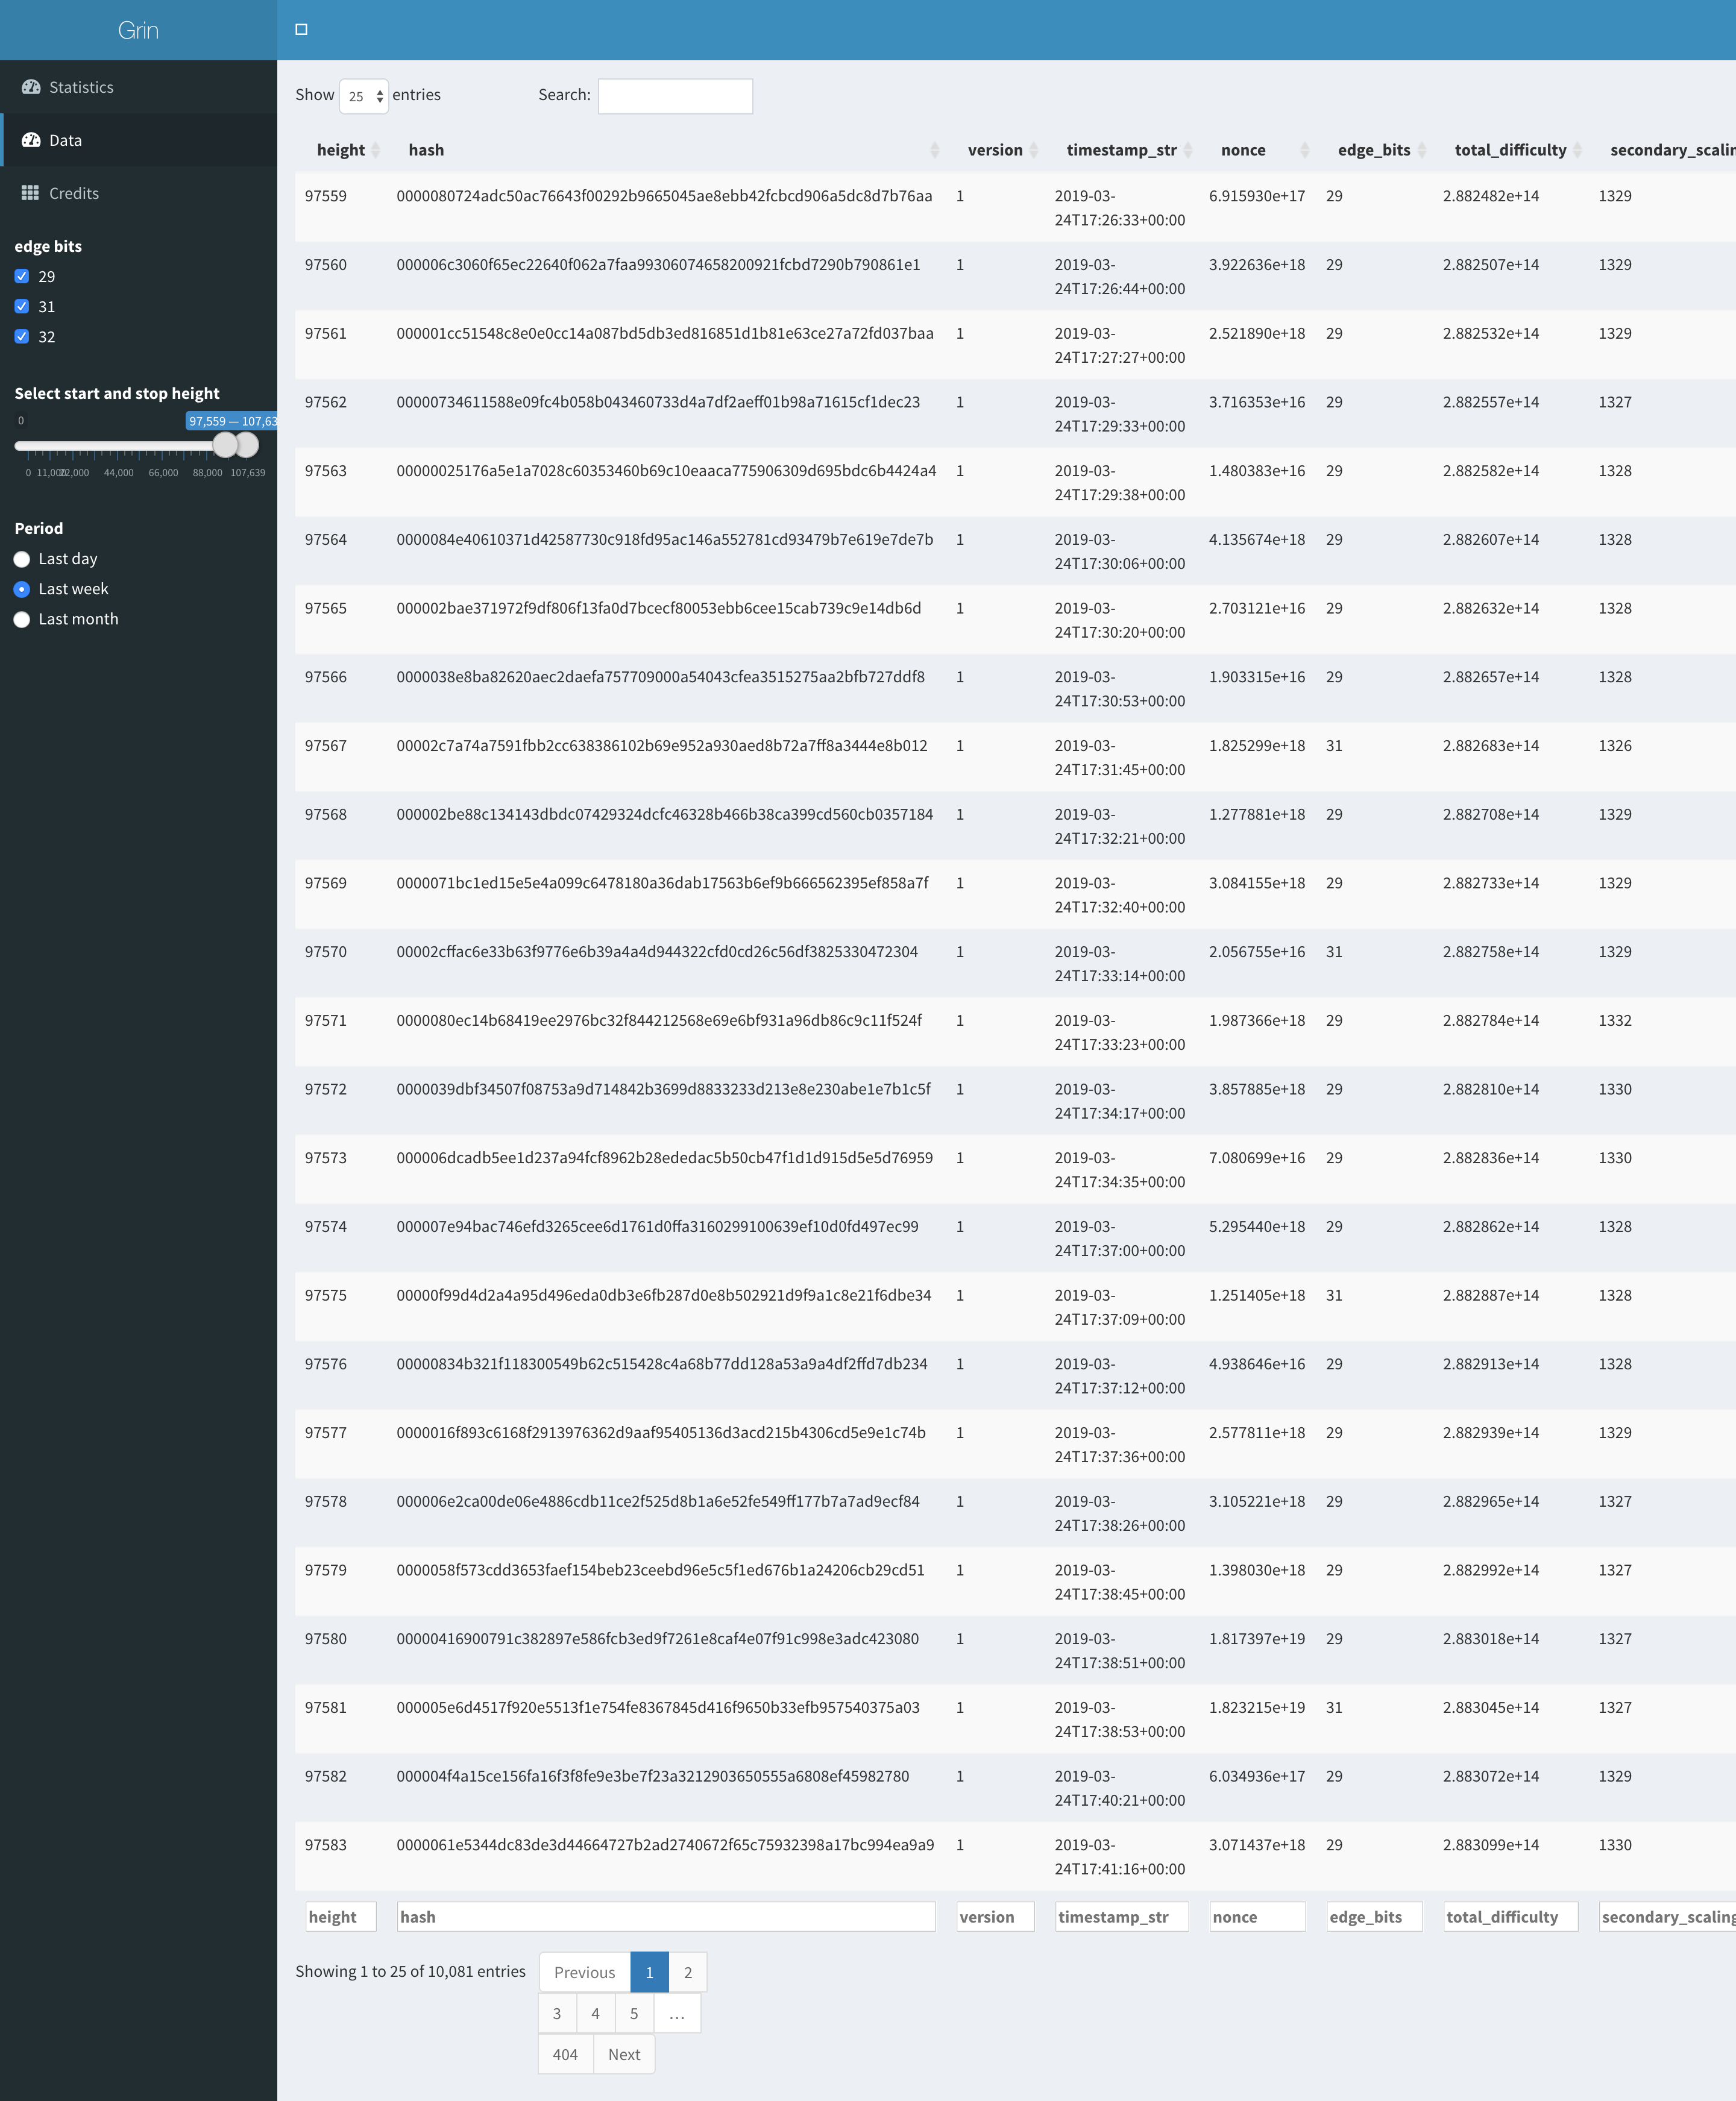 Grin
Statistics
Data
Credits
edge bits
29
31
32
Select start and stop height
0
97,559 — 107,63
0 11,000 22,000 44,000 66,000 88,000 107,639
Period
Last day
Last week
Last month
Show 25 entries Search:
height hash version timestamp_str nonce edge_bits total_difficulty secondary_scalin
97559 0000080724adc50ac76643f00292b9665045ae8ebb42fcbcd906a5dc8d7b76aa 1 2019-03- 6.915930e+17 29 2.882482e+14 1329
24T17:26:33+00:00
97560 000006c3060f65ec22640f062a7faa99306074658200921fcbd7290b790861e1 1 2019-03- 3.922636e+18 29 2.882507e+14 1329
24T17:26:44+00:00
97561 000001cc51548c8e0e0cc14a087bd5db3ed816851d1b81e63ce27a72fd037baa 1 2019-03- 2.521890e+18 29 2.882532e+14 1329
24T17:27:27+00:00
97562 00000734611588e09fc4b058b043460733d4a7df2aeff01b98a71615cf1dec23 1 2019-03- 3.716353e+16 29 2.882557e+14 1327
24T17:29:33+00:00
97563 00000025176a5e1a7028c60353460b69c10eaaca775906309d695bdc6b4424a4 1 2019-03- 1.480383e+16 29 2.882582e+14 1328
24T17:29:38+00:00
97564 0000084e40610371d42587730c918fd95ac146a552781cd93479b7e619e7de7b 1 2019-03- 4.135674e+18 29 2.882607e+14 1328
24T17:30:06+00:00
97565 000002bae371972f9df806f13fa0d7bcecf80053ebb6cee15cab739c9e14db6d 1 2019-03- 2.703121e+16 29 2.882632e+14 1328
24T17:30:20+00:00
97566 0000038e8ba82620aec2daefa757709000a54043cfea3515275aa2bfb727ddf8 1 2019-03- 1.903315e+16 29 2.882657e+14 1328
24T17:30:53+00:00
97567 00002c7a74a7591fbb2cc638386102b69e952a930aed8b72a7ff8a3444e8b012 1 2019-03- 1.825299e+18 31 2.882683e+14 1326
24T17:31:45+00:00
97568 000002be88c134143dbdc07429324dcfc46328b466b38ca399cd560cb0357184 1 2019-03- 1.277881e+18 29 2.882708e+14 1329
24T17:32:21+00:00
97569 0000071bc1ed15e5e4a099c6478180a36dab17563b6ef9b666562395ef858a7f 1 2019-03- 3.084155e+18 29 2.882733e+14 1329
24T17:32:40+00:00
97570 00002cffac6e33b63f9776e6b39a4a4d944322cfd0cd26c56df3825330472304 1 2019-03- 2.056755e+16 31 2.882758e+14 1329
24T17:33:14+00:00
97571 0000080ec14b68419ee2976bc32f844212568e69e6bf931a96db86c9c11f524f 1 2019-03- 1.987366e+18 29 2.882784e+14 1332
24T17:33:23+00:00
97572 0000039dbf34507f08753a9d714842b3699d8833233d213e8e230abe1e7b1c5f 1 2019-03- 3.857885e+18 29 2.882810e+14 1330
24T17:34:17+00:00
97573 000006dcadb5ee1d237a94fcf8962b28ededac5b50cb47f1d1d915d5e5d76959 1 2019-03- 7.080699e+16 29 2.882836e+14 1330
24T17:34:35+00:00
97574 000007e94bac746efd3265cee6d1761d0ffa3160299100639ef10d0fd497ec99 1 2019-03- 5.295440e+18 29 2.882862e+14 1328
24T17:37:00+00:00
97575 00000f99d4d2a4a95d496eda0db3e6fb287d0e8b502921d9f9a1c8e21f6dbe34 1 2019-03- 1.251405e+18 31 2.882887e+14 1328
24T17:37:09+00:00
97576 00000834b321f118300549b62c515428c4a68b77dd128a53a9a4df2ffd7db234 1 2019-03- 4.938646e+16 29 2.882913e+14 1328
24T17:37:12+00:00
97577 0000016f893c6168f2913976362d9aaf95405136d3acd215b4306cd5e9e1c74b 1 2019-03- 2.577811e+18 29 2.882939e+14 1329
24T17:37:36+00:00
97578 000006e2ca00de06e4886cdb11ce2f525d8b1a6e52fe549ff177b7a7ad9ecf84 1 2019-03- 3.105221e+18 29 2.882965e+14 1327
24T17:38:26+00:00
97579 0000058f573cdd3653faef154beb23ceebd96e5c5f1ed676b1a24206cb29cd51 1 2019-03- 1.398030e+18 29 2.882992e+14 1327
24T17:38:45+00:00
97580 00000416900791c382897e586fcb3ed9f7261e8caf4e07f91c998e3adc423080 1 2019-03- 1.817397e+19 29 2.883018e+14 1327
24T17:38:51+00:00
97581 000005e6d4517f920e5513f1e754fe8367845d416f9650b33efb957540375a03 1 2019-03- 1.823215e+19 31 2.883045e+14 1327
24T17:38:53+00:00
97582 000004f4a15ce156fa16f3f8fe9e3be7f23a3212903650555a6808ef45982780 1 2019-03- 6.034936e+17 29 2.883072e+14 1329
24T17:40:21+00:00
97583 0000061e5344dc83de3d44664727b2ad2740672f65c75932398a17bc994ea9a9 1 2019-03- 3.071437e+18 29 2.883099e+14 1330
24T17:41:16+00:00
height hash version timestamp_str nonce edge_bits total_difficulty secondary_scaling
Showing 1 to 25 of 10,081 entries Previous 1 2
3 4 5 …
404 Next